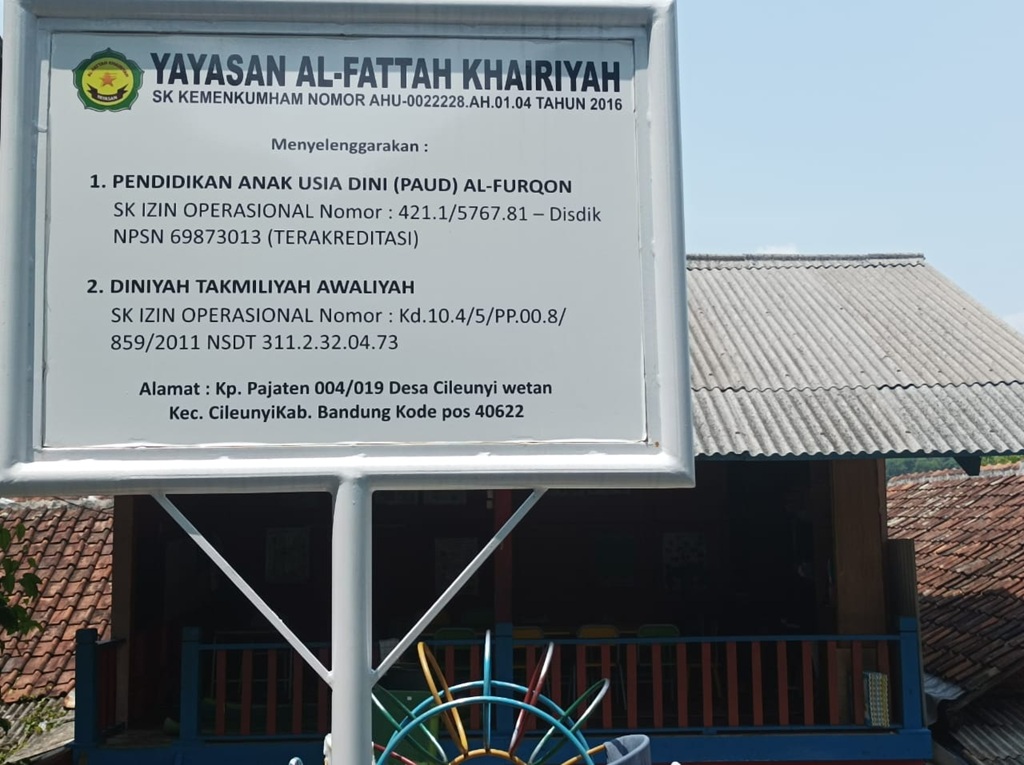 YAYASAN AL-FATTAH KHAIRIYAH
SK KEMENKUMHAM NOMOR AHU-0022228.AH.01.04 TAHUN 2016
Menyelenggarakan :
1. PENDIDIKAN ANAK USIA DINI (PAUD) AL-FURQON
SK IZIN OPERASIONAL Nomor : 421.1/5767.81 – Disdik
NPSN 69873013 (TERAKREDITASI)
2. DINIYAH TAKMILIYAH AWALIYAH
SK IZIN OPERASIONAL Nomor : Kd.10.4/5/PP.00.8/
859/2011 NSDT 311.2.32.04.73
Alamat : Kp. Pajaten 004/019 Desa Cileunyi wetan
Kec. CileunyiKab. Bandung Kode pos 40622